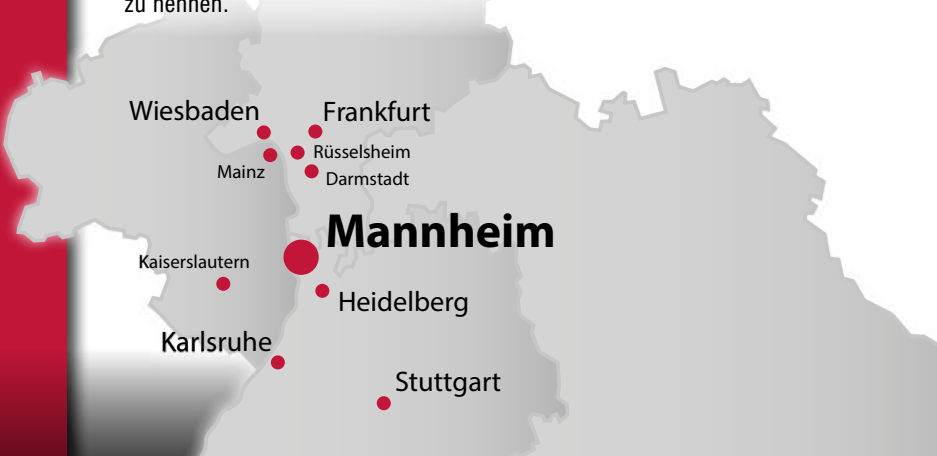 zu nennen.
Wiesbaden
Frankfurt
Rüsselsheim
Mainz
Darmstadt
Mannheim
Kaiserslautern
Heidelberg
Karlsruhe
Stuttgart